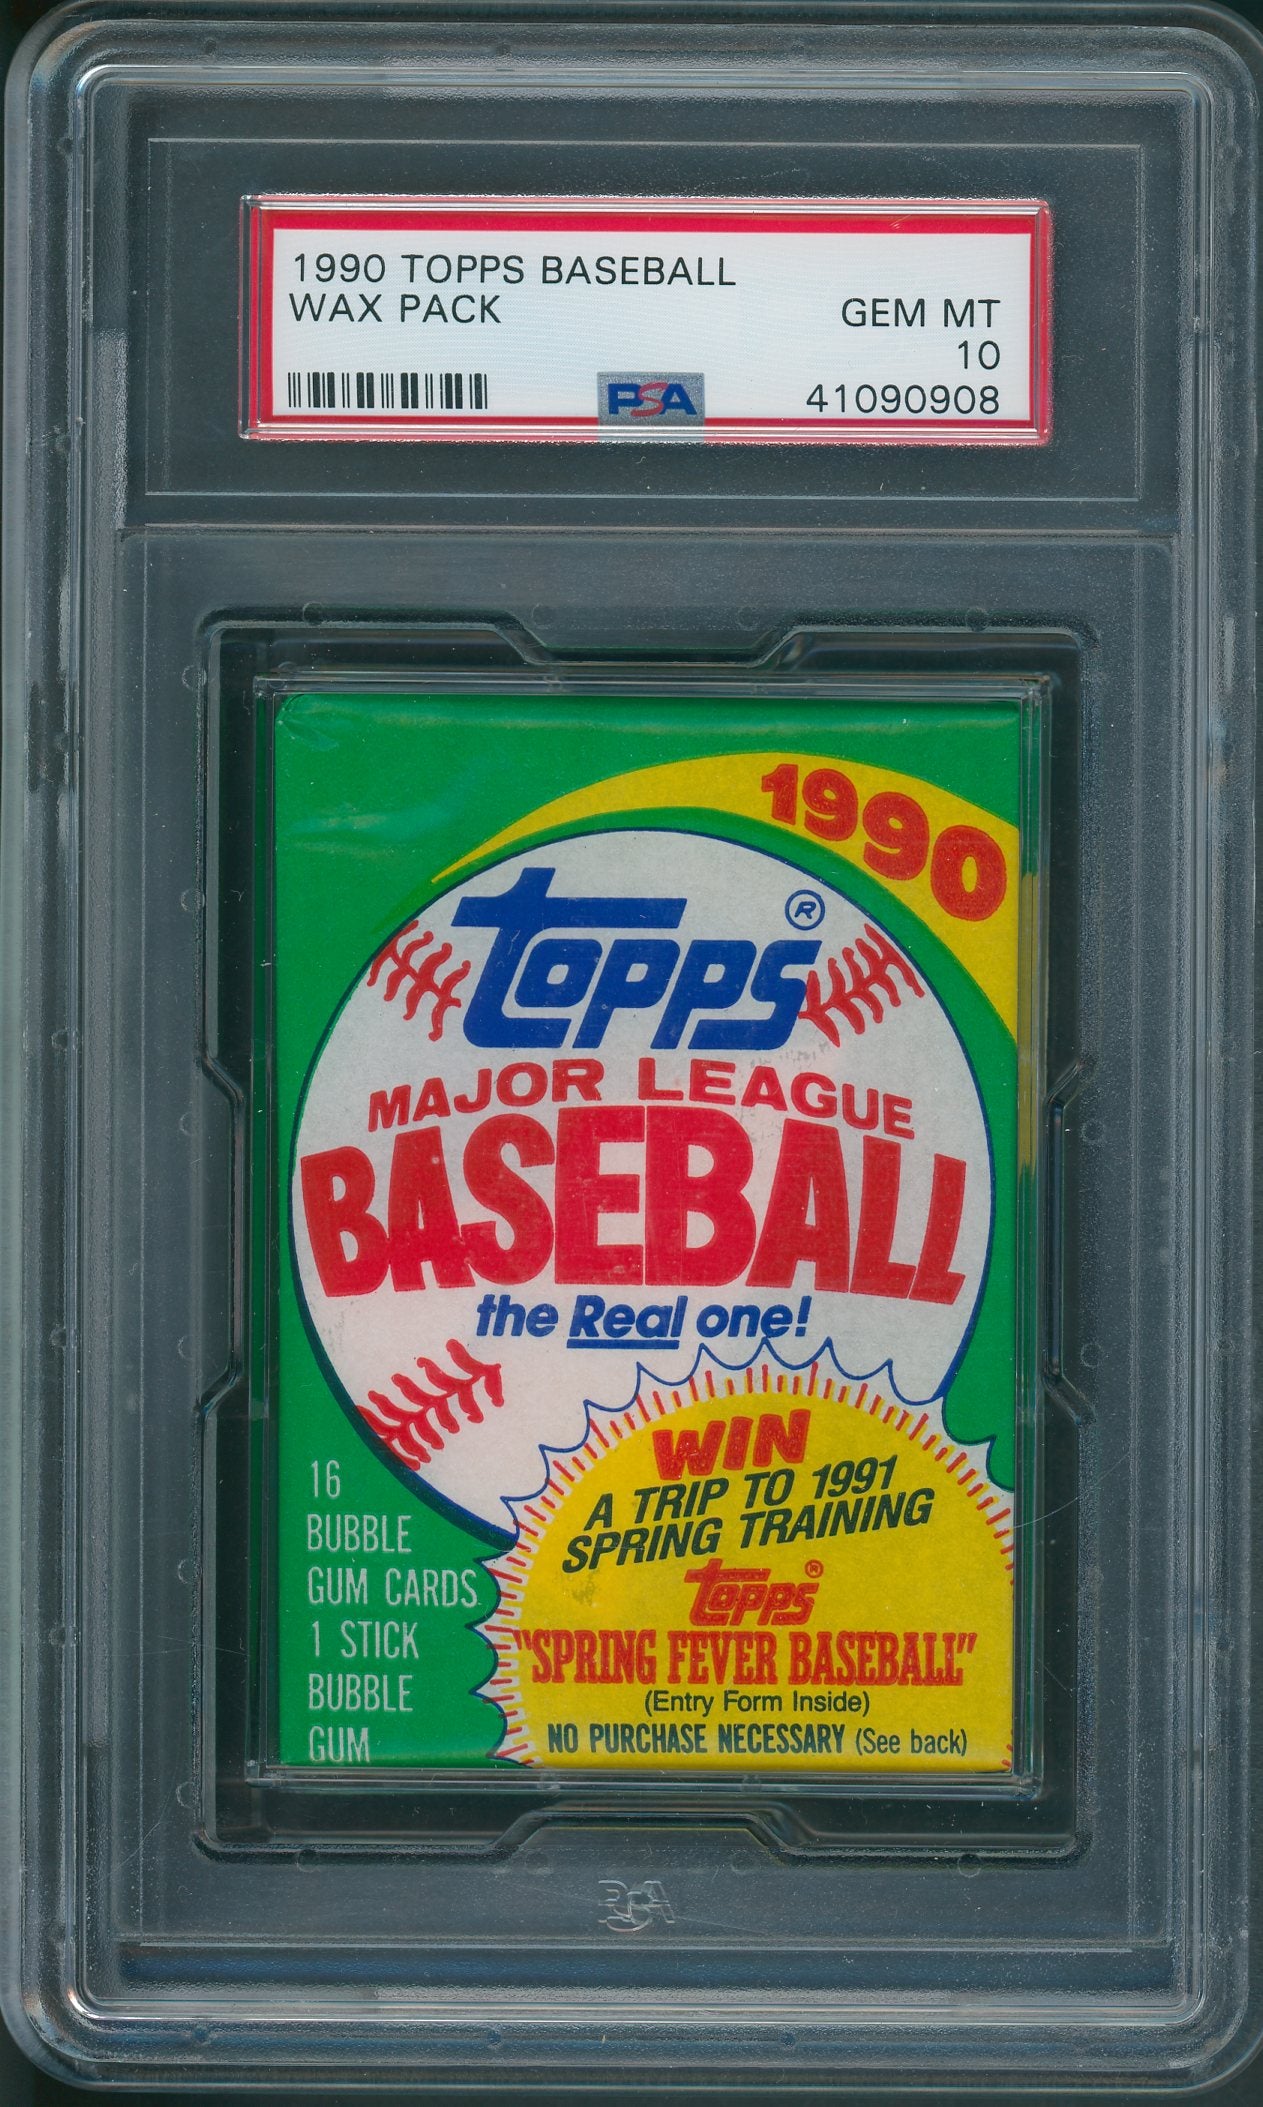 1990 TOPPS BASEBALL
WAX PACK
GEM MT
10
PSA
41090908
1990
Topps®
MAJOR LEAGUE
BASEBALL
the Real one!
WIN
A TRIP TO 1991
SPRING TRAINING
Topps®
"SPRING FEVER BASEBALL"
(Entry Form Inside)
NO PURCHASE NECESSARY (See back)
16
BUBBLE
GUM CARDS
1 STICK
BUBBLE
GUM
PSA